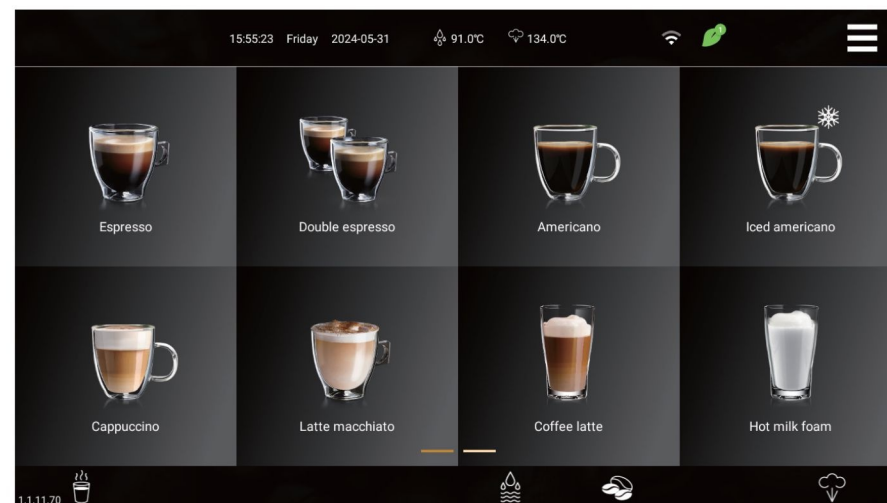 15:55:23 Friday 2024-05-31 91.0℃ 134.0℃ 1
Espresso Double espresso Americano Iced americano
Cappuccino Latte macchiato Coffee latte Hot milk foam
1.1.11.70